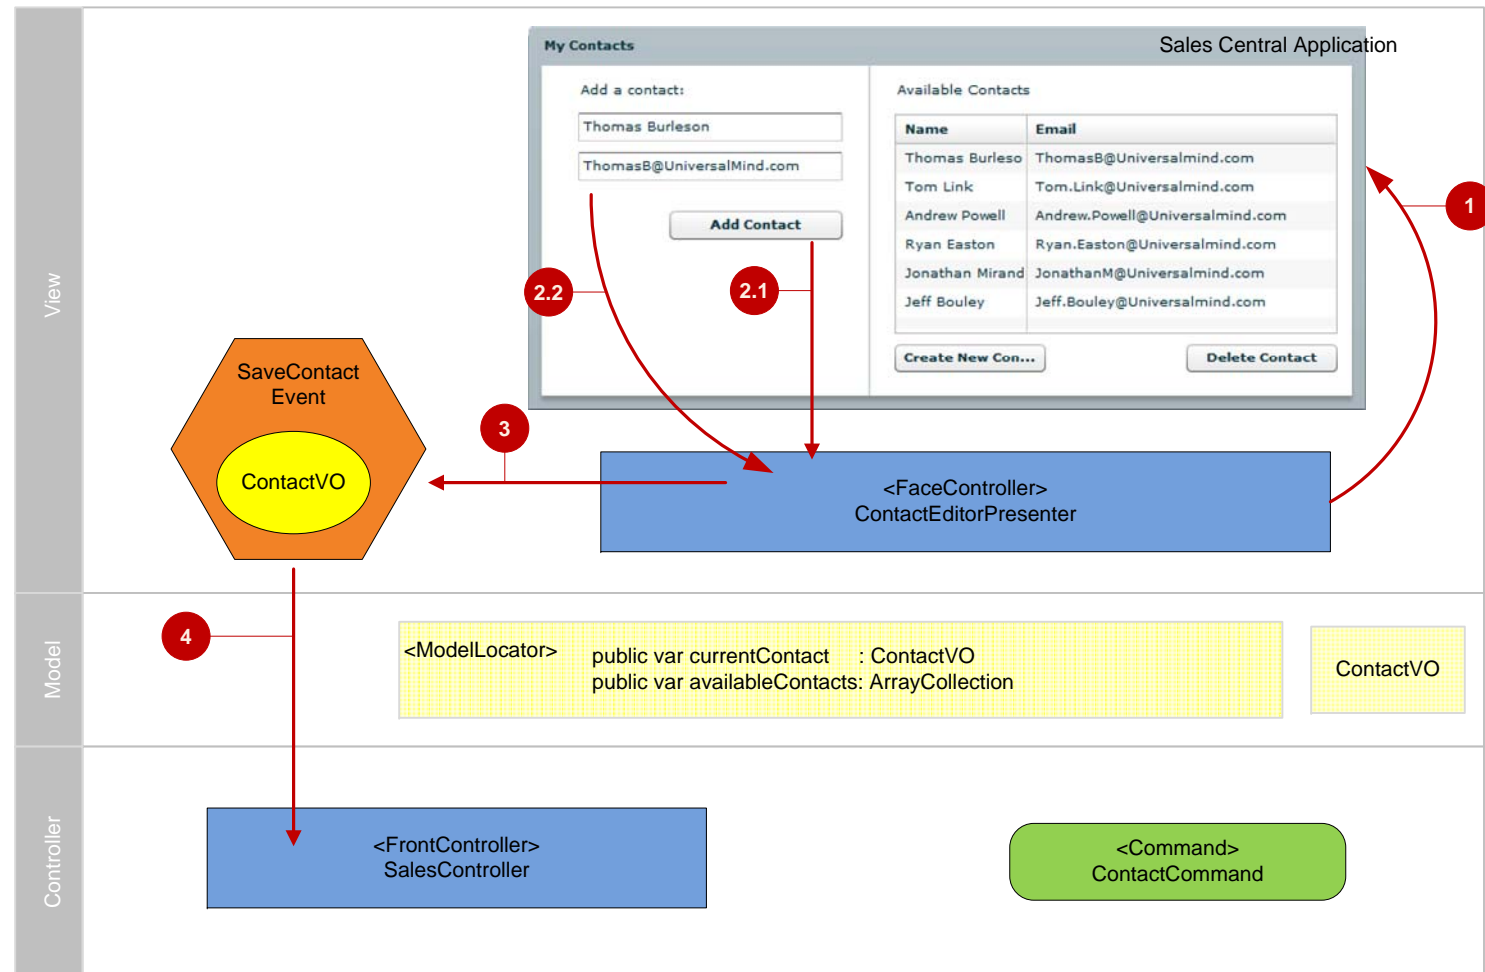 My Contacts
Sales Central Application
Add a contact:
Thomas Burleson
ThomasB@UniversalMind.com
Add Contact
Available Contacts
Name Email
Thomas Burleso ThomasB@Universalmind.com
Tom Link Tom.Link@Universalmind.com
Andrew Powell Andrew.Powell@Universalmind.com
Ryan Easton Ryan.Easton@Universalmind.com
Jonathan Mirand JonathanM@Universalmind.com
Jeff Bouley Jeff.Bouley@Universalmind.com
Create New Con... Delete Contact
1
2.2
2.1
View
SaveContact
Event
ContactVO
3
<FaceController>
ContactEditorPresenter
4
Model
<ModelLocator>
public var currentContact : ContactVO
public var availableContacts: ArrayCollection
ContactVO
Controller
<FrontController>
SalesController
<Command>
ContactCommand